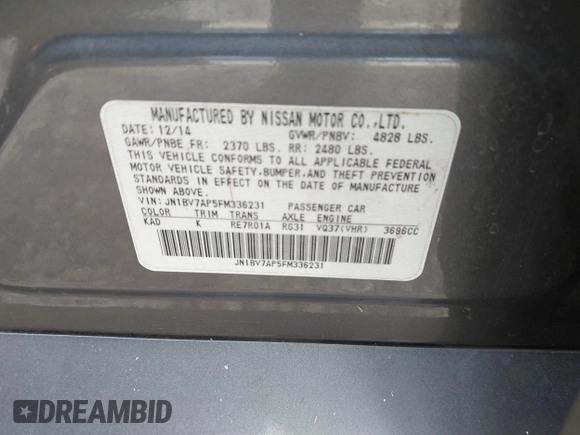 MANUFACTURED BY NISSAN MOTOR CO.,LTD.
DATE: 12/14 GVWR/PNBV: 4828 LBS.
GAWR/PNBE FR: 2370 LBS. RR: 2480 LBS.
THIS VEHICLE CONFORMS TO ALL APPLICABLE FEDERAL
MOTOR VEHICLE SAFETY,BUMPER,AND THEFT PREVENTION
STANDARDS IN EFFECT ON THE DATE OF MANUFACTURE
SHOWN ABOVE.
VIN: JN1BV7AP5FM336231 PASSENGER CAR
COLOR TRIM TRANS AXLE ENGINE
KAD K RE7R01A RG31 VQ37(VHR) 3696CC
JN1BV7AP5FM336231
DREAMBID